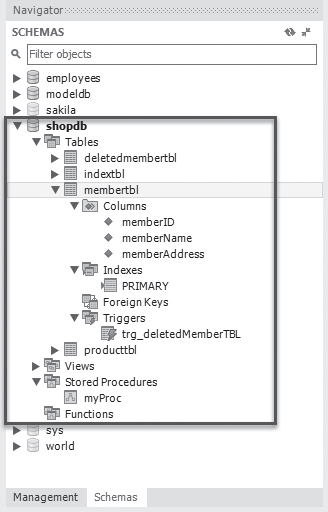 Navigator
SCHEMAS
Filter objects
employees
modeldb
sakila
shopdb
Tables
deletedmembertbl
indextbl
membertbl
Columns
memberID
memberName
memberAddress
Indexes
PRIMARY
Foreign Keys
Triggers
trg_deletedMemberTBL
producttbl
Views
Stored Procedures
myProc
Functions
sys
world
Management Schemas